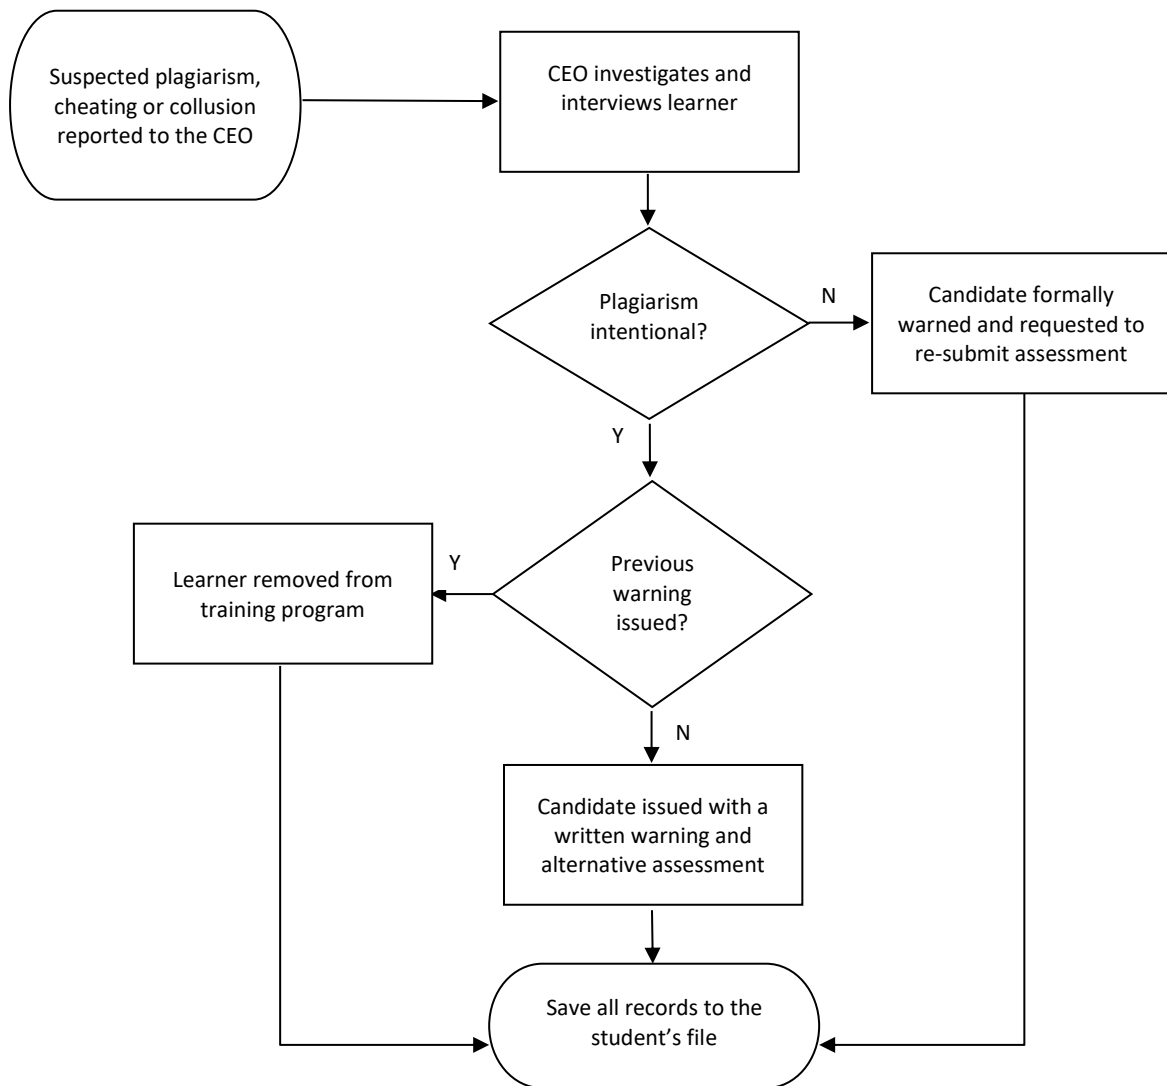 Suspected plagiarism,
cheating or collusion
reported to the CEO
CEO investigates and
interviews learner
Plagiarism
intentional?
N
Candidate formally
warned and requested to
re-submit assessment
Y
Previous
warning
issued?
Y
Learner removed from
training program
N
Candidate issued with a
written warning and
alternative assessment
Save all records to the
student’s file